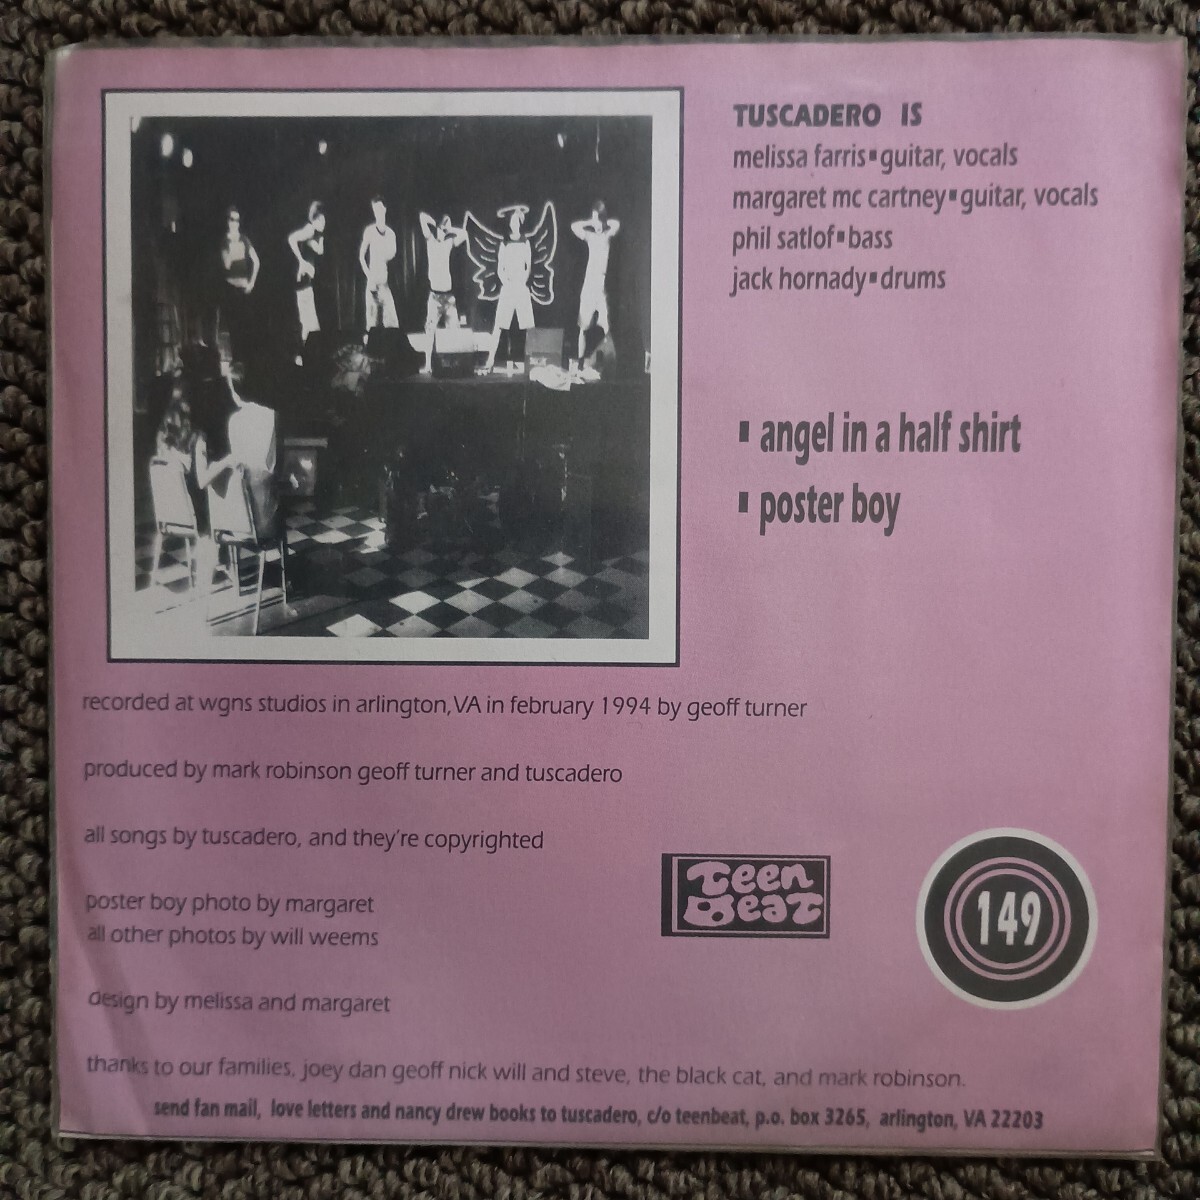 TUSCADERO IS
melissa farris▪guitar, vocals
margaret mc cartney▪guitar, vocals
phil satlof▪bass
jack hornady▪drums
▪ angel in a half shirt
▪ poster boy
recorded at wgns studios in arlington, VA in february 1994 by geoff turner
produced by mark robinson geoff turner and tuscadero
all songs by tuscadero, and they're copyrighted
poster boy photo by margaret
all other photos by will weems
design by melissa and margaret
Teen
Beat
149
thanks to our families, joey dan geoff nick will and steve, the black cat, and mark robinson.
send fan mail, love letters and nancy drew books to tuscadero, c/o teenbeat, p.o. box 3265, arlington, VA 22203